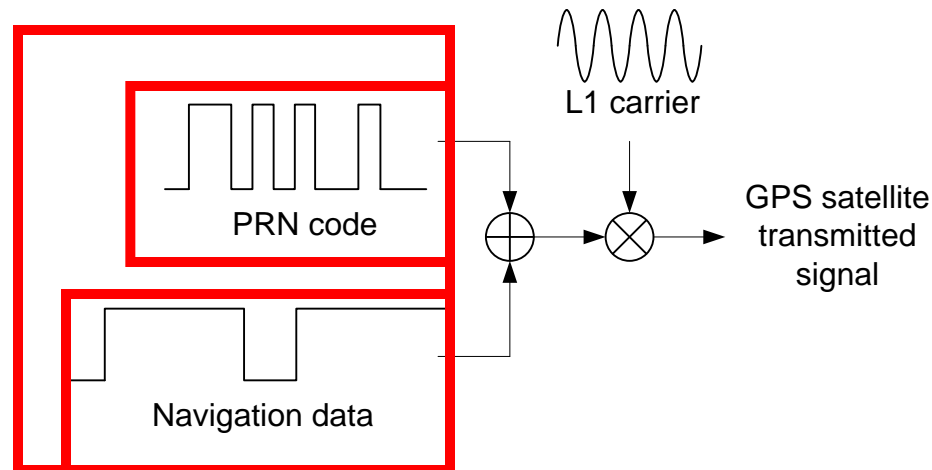 L1 carrier
PRN code
GPS satellite
transmitted
signal
Navigation data